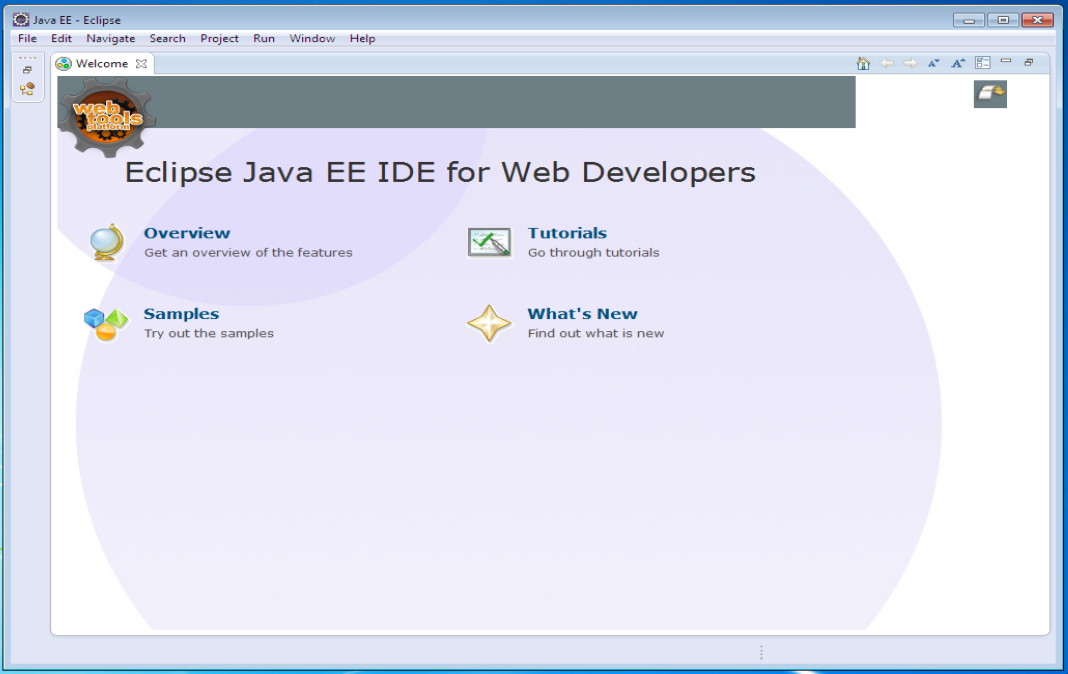 Java EE - Eclipse
File Edit Navigate Search Project Run Window Help
Welcome
A A
web
tools
platform
Eclipse Java EE IDE for Web Developers
Overview
Get an overview of the features
Tutorials
Go through tutorials
Samples
Try out the samples
What's New
Find out what is new